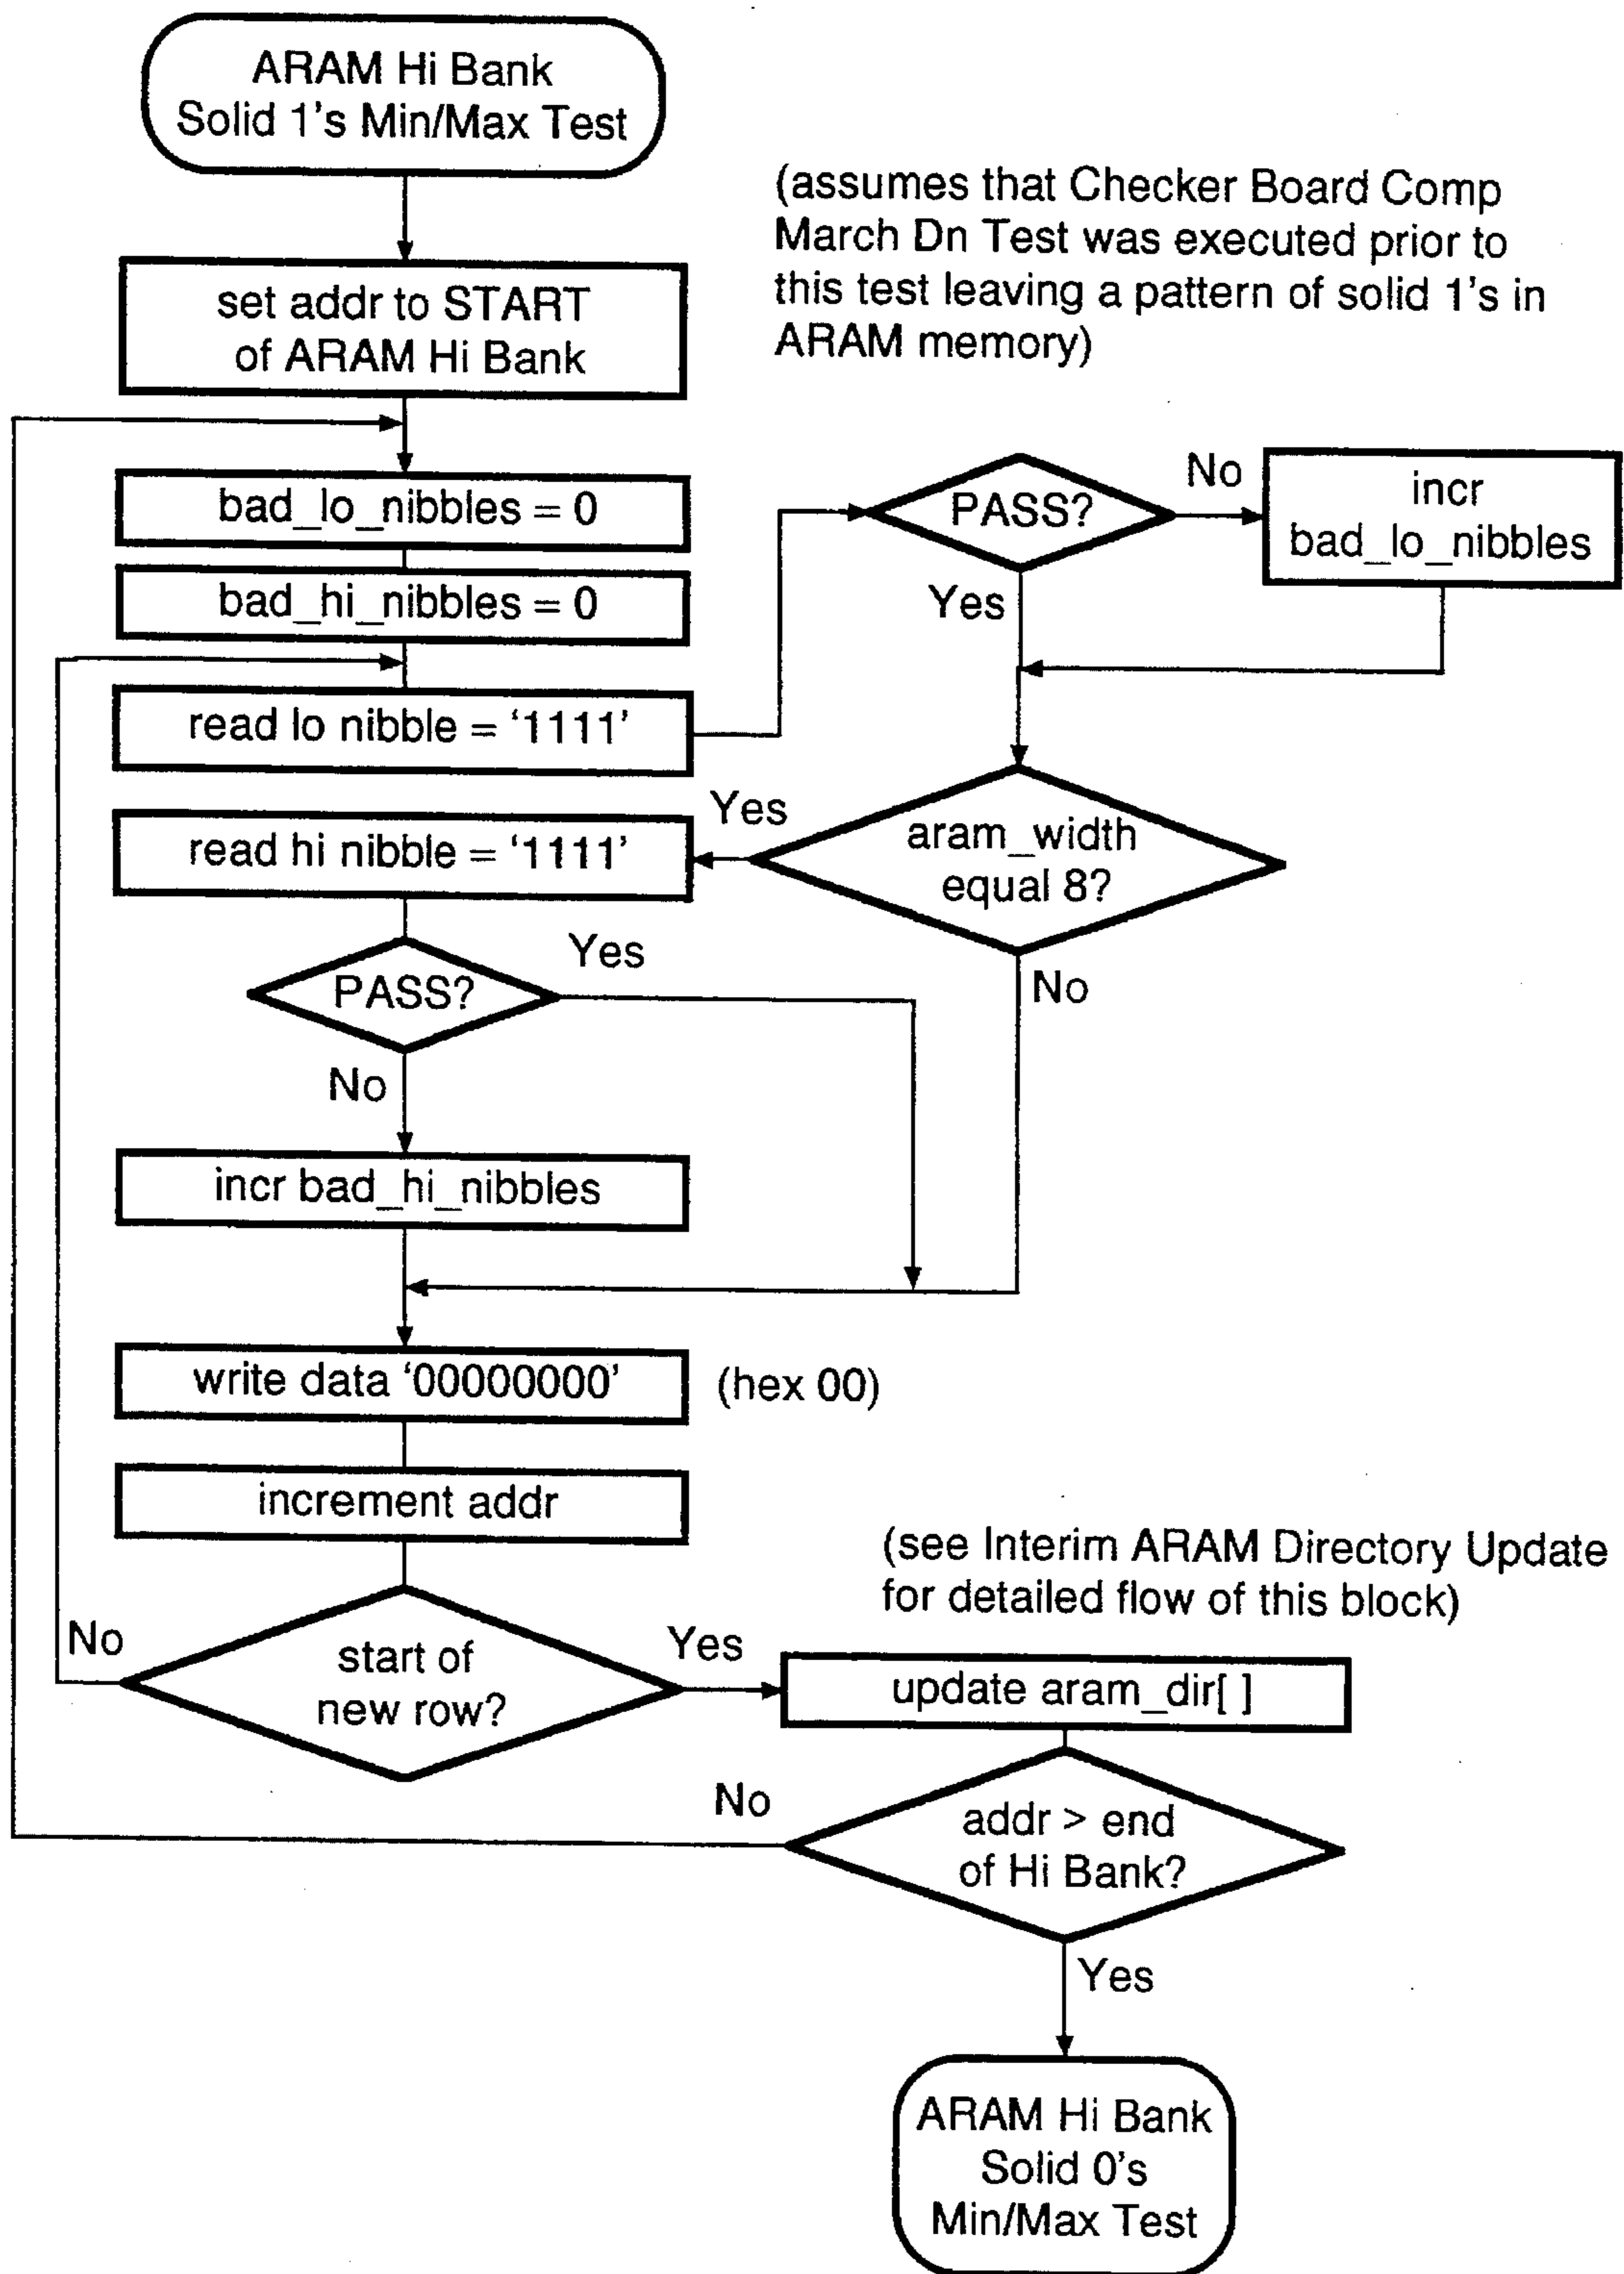 ARAM Hi Bank
Solid 1's Min/Max Test
(assumes that Checker Board Comp
March Dn Test was executed prior to
this test leaving a pattern of solid 1's in
ARAM memory)
set addr to START
of ARAM Hi Bank
bad_lo_nibbles = 0
bad_hi_nibbles = 0
read lo nibble = ‘1111’
PASS?
No
incr
bad_lo_nibbles
Yes
aram_width
equal 8?
Yes
No
read hi nibble = ‘1111’
PASS?
Yes
No
incr bad_hi_nibbles
write data ‘00000000’
(hex 00)
increment addr
start of
new row?
No
Yes
(see Interim ARAM Directory Update
for detailed flow of this block)
update aram_dir[ ]
addr > end
of Hi Bank?
No
Yes
ARAM Hi Bank
Solid 0's
Min/Max Test